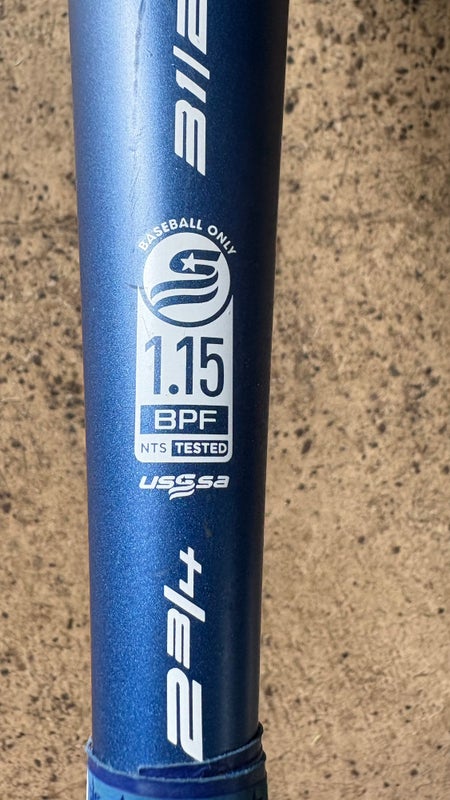 31/2
BASEBALL ONLY
1.15
BPF
NTS TESTED
USSSA
2 3/4